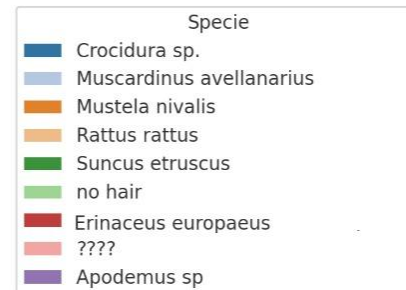 Specie
Crocidura sp.
Muscardinus avellanarius
Mustela nivalis
Rattus rattus
Suncus etruscus
no hair
Erinaceus europaeus
????
Apodemus sp